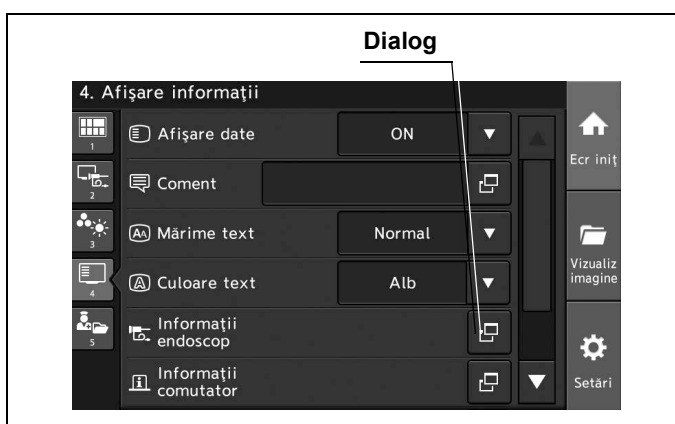 Dialog
4. Afişare informaţii
1
Afişare date
ON
Ecr iniţ
2
Coment
3
AA
Mărime text
Normal
Vizualiz
imagine
4
A
Culoare text
Alb
5
Informaţii
endoscop
Informaţii
comutator
Setări